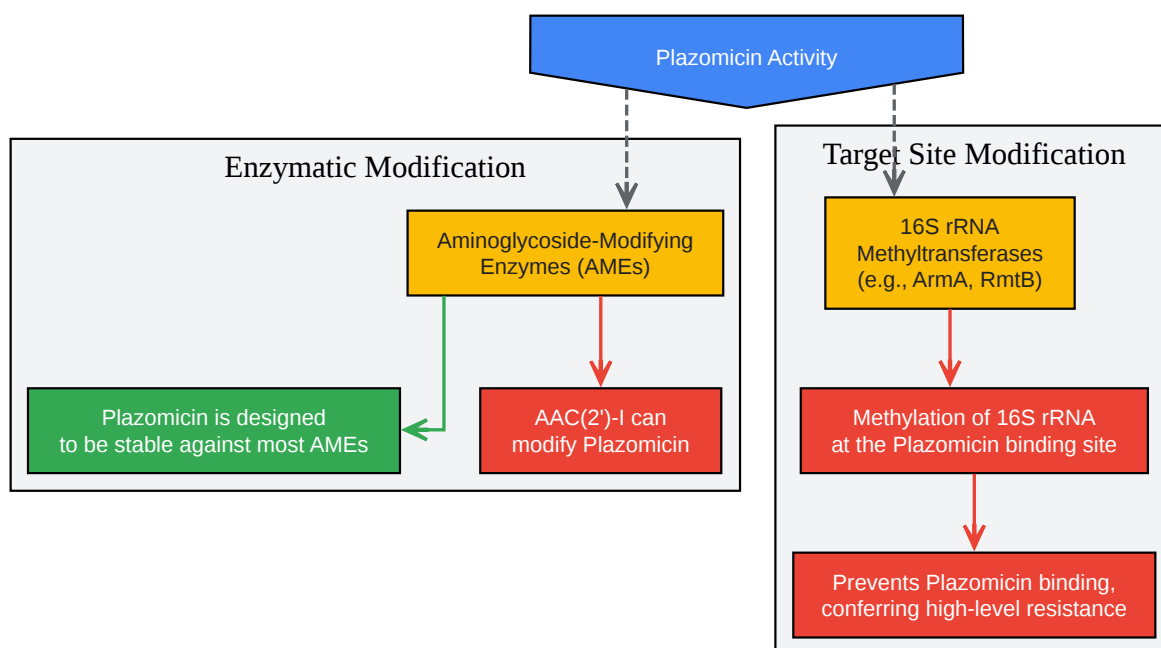 Plazomicin Activity
Enzymatic Modification
Aminoglycoside-Modifying
Enzymes (AMEs)
Plazomicin is designed
to be stable against most AMEs
AAC(2')-I can
modify Plazomicin
Target Site Modification
16S rRNA
Methyltransferases
(e.g., ArmA, RmtB)
Methylation of 16S rRNA
at the Plazomicin binding site
Prevents Plazomicin binding,
conferring high-level resistance